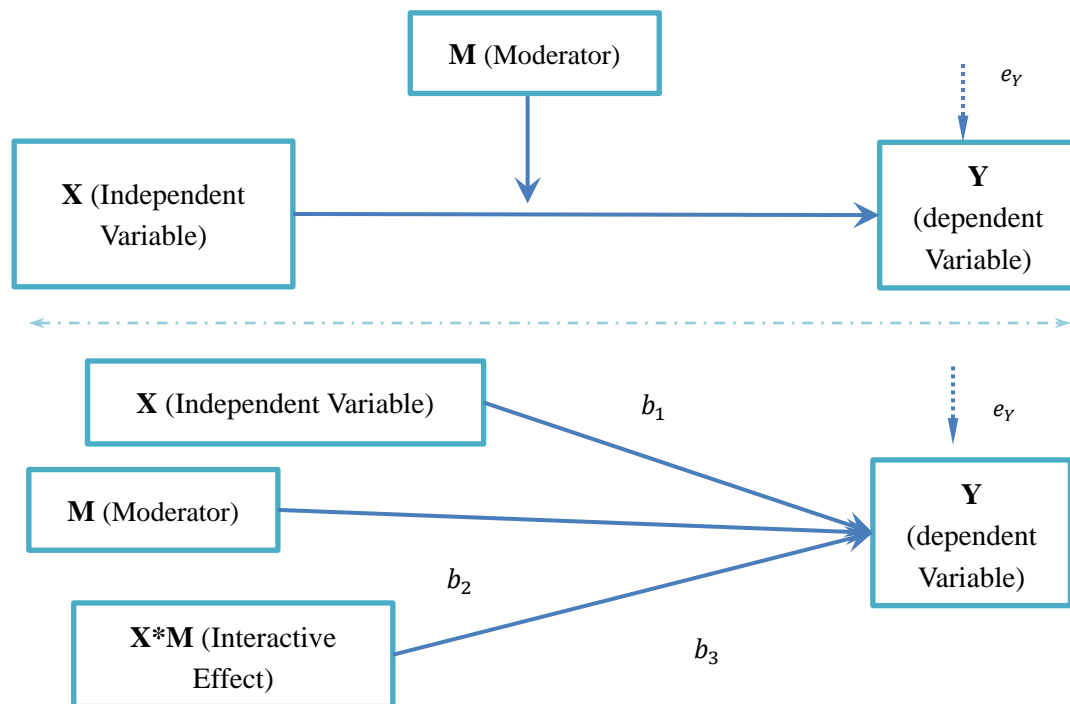 M (Moderator)
e_Y
X (Independent
Variable)
Y
(dependent
Variable)
X (Independent Variable)
b_1
e_Y
M (Moderator)
Y
(dependent
Variable)
b_2
X*M (Interactive
Effect)
b_3